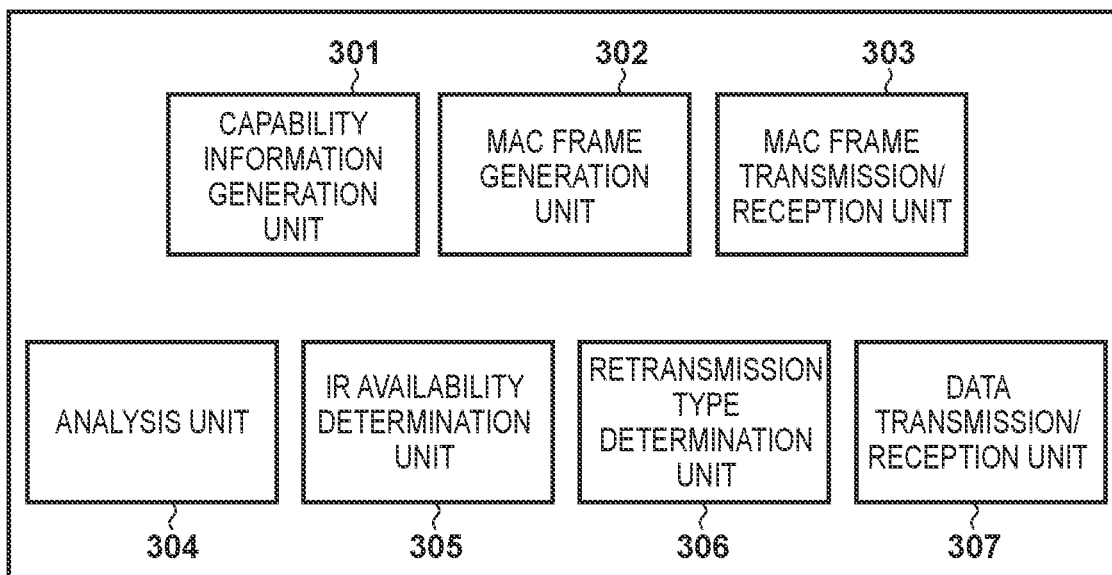 301
302
303
CAPABILITY
INFORMATION
GENERATION
UNIT
MAC FRAME
GENERATION
UNIT
MAC FRAME
TRANSMISSION/
RECEPTION UNIT
ANALYSIS UNIT
IR AVAILABILITY
DETERMINATION
UNIT
RETRANSMISSION
TYPE
DETERMINATION
UNIT
DATA
TRANSMISSION/
RECEPTION UNIT
304
305
306
307